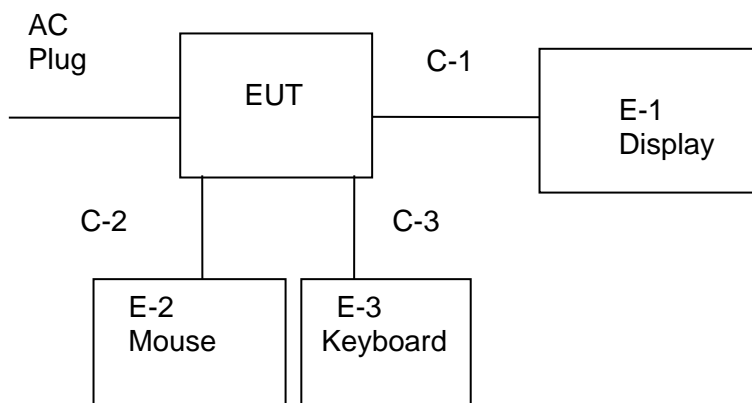 AC
Plug
EUT
C-1
E-1
Display
C-2
C-3
E-2
Mouse
E-3
Keyboard